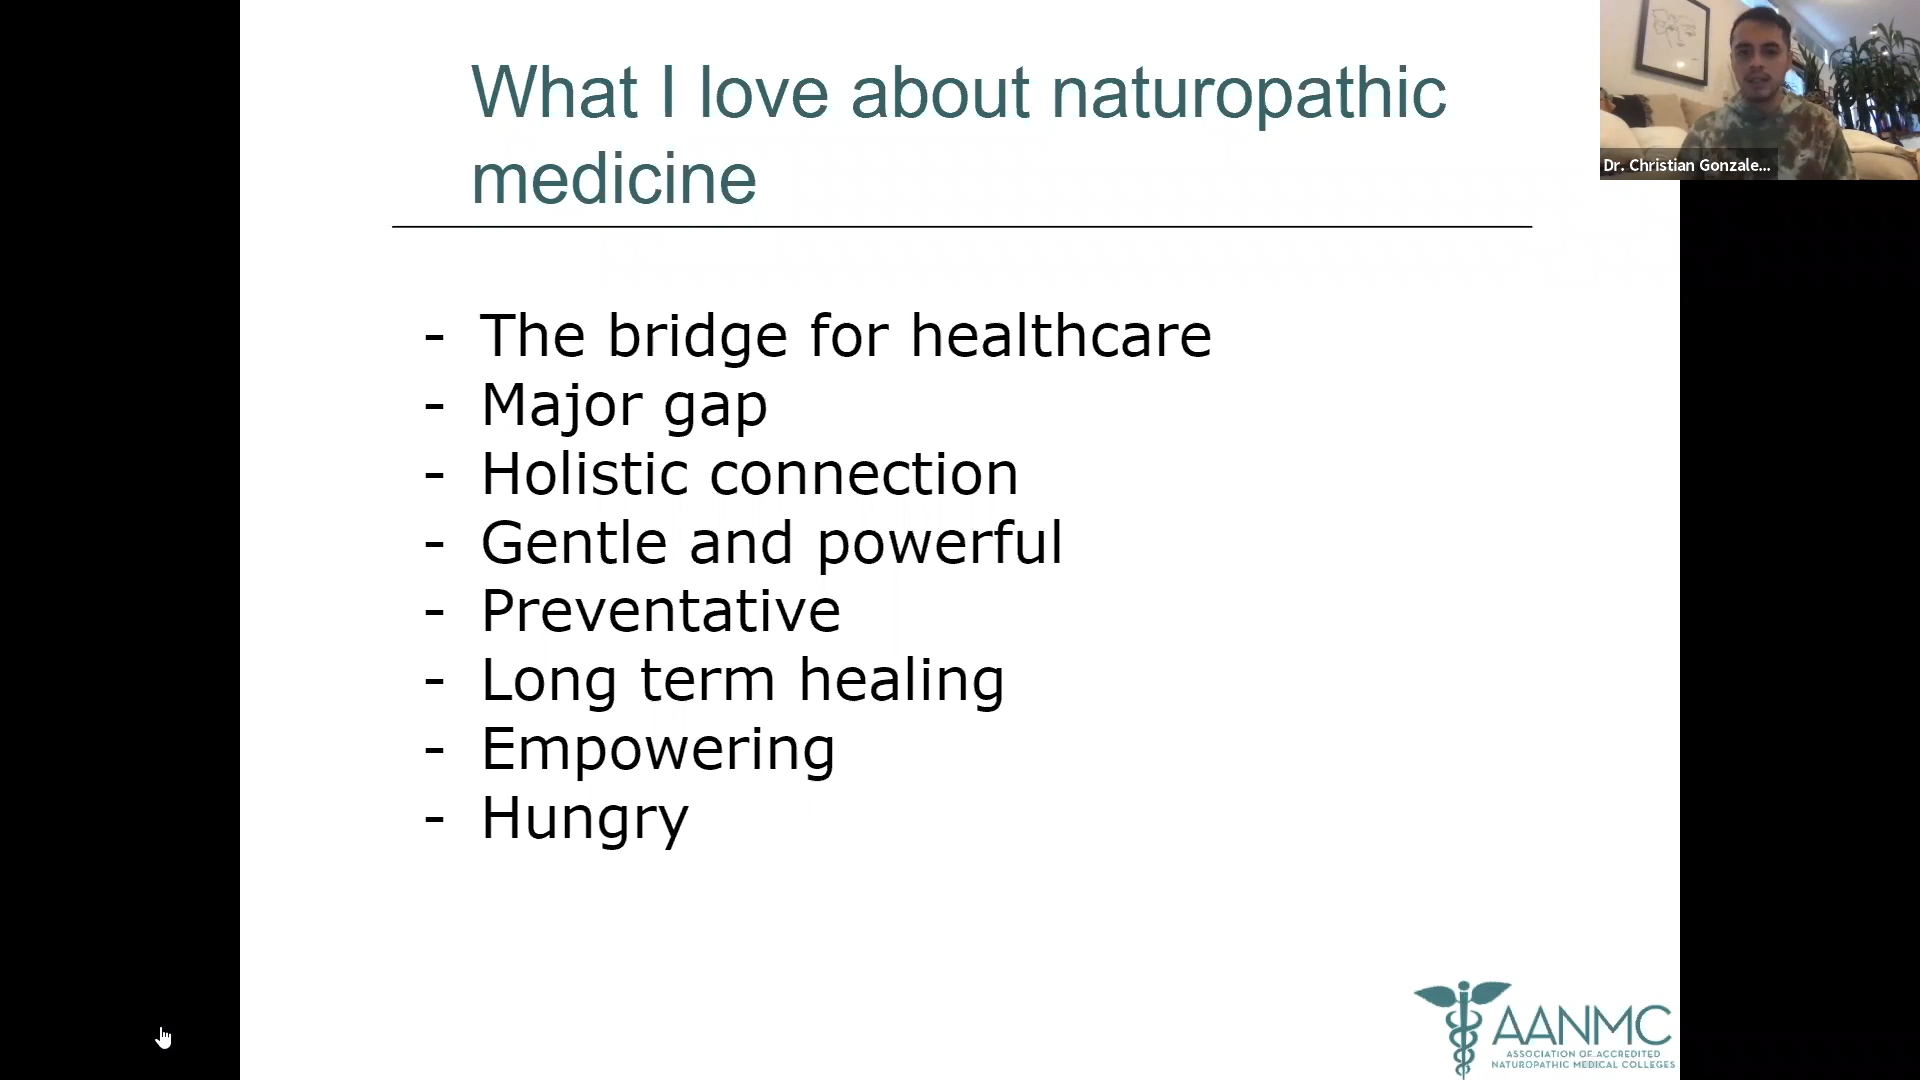 What I love about naturopathic
medicine
- The bridge for healthcare
- Major gap
- Holistic connection
- Gentle and powerful
- Preventative
- Long term healing
- Empowering
- Hungry
Dr. Christian Gonzale...
AANMC
ASSOCIATION OF ACCREDITED
NATUROPATHIC MEDICAL COLLEGES